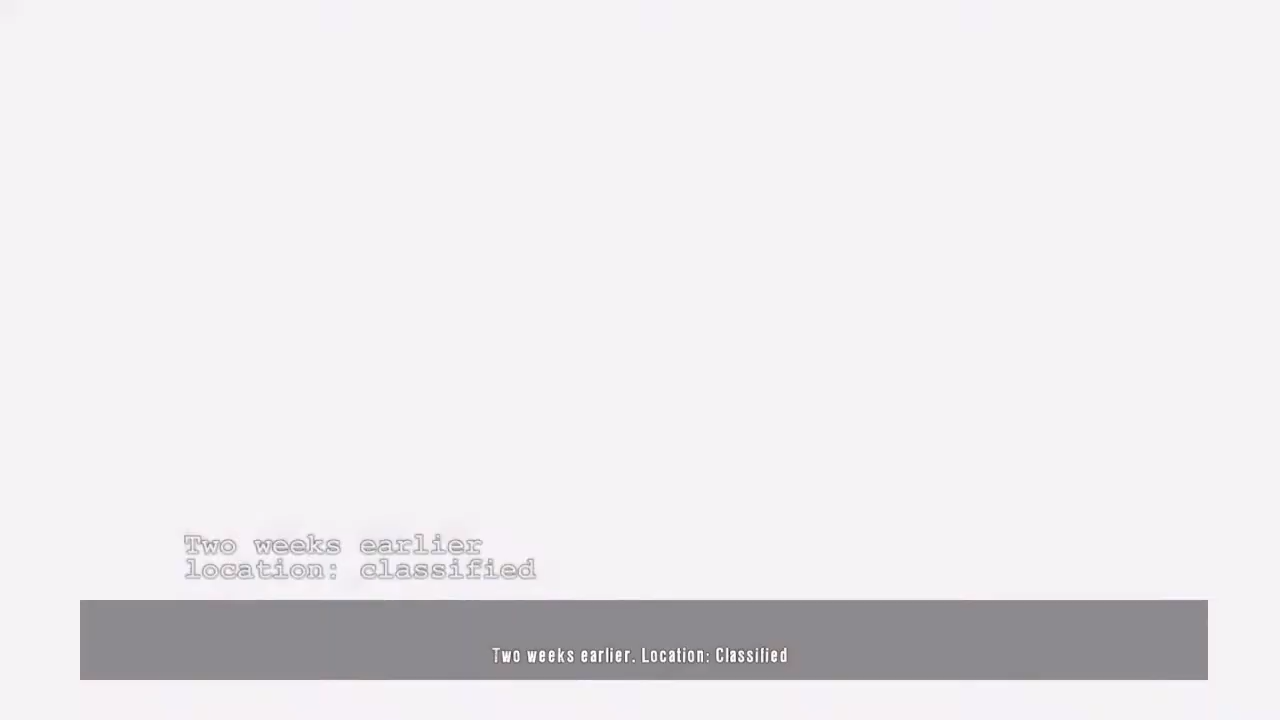 Two weeks earlier
location: classified
Two weeks earlier. Location: Classified